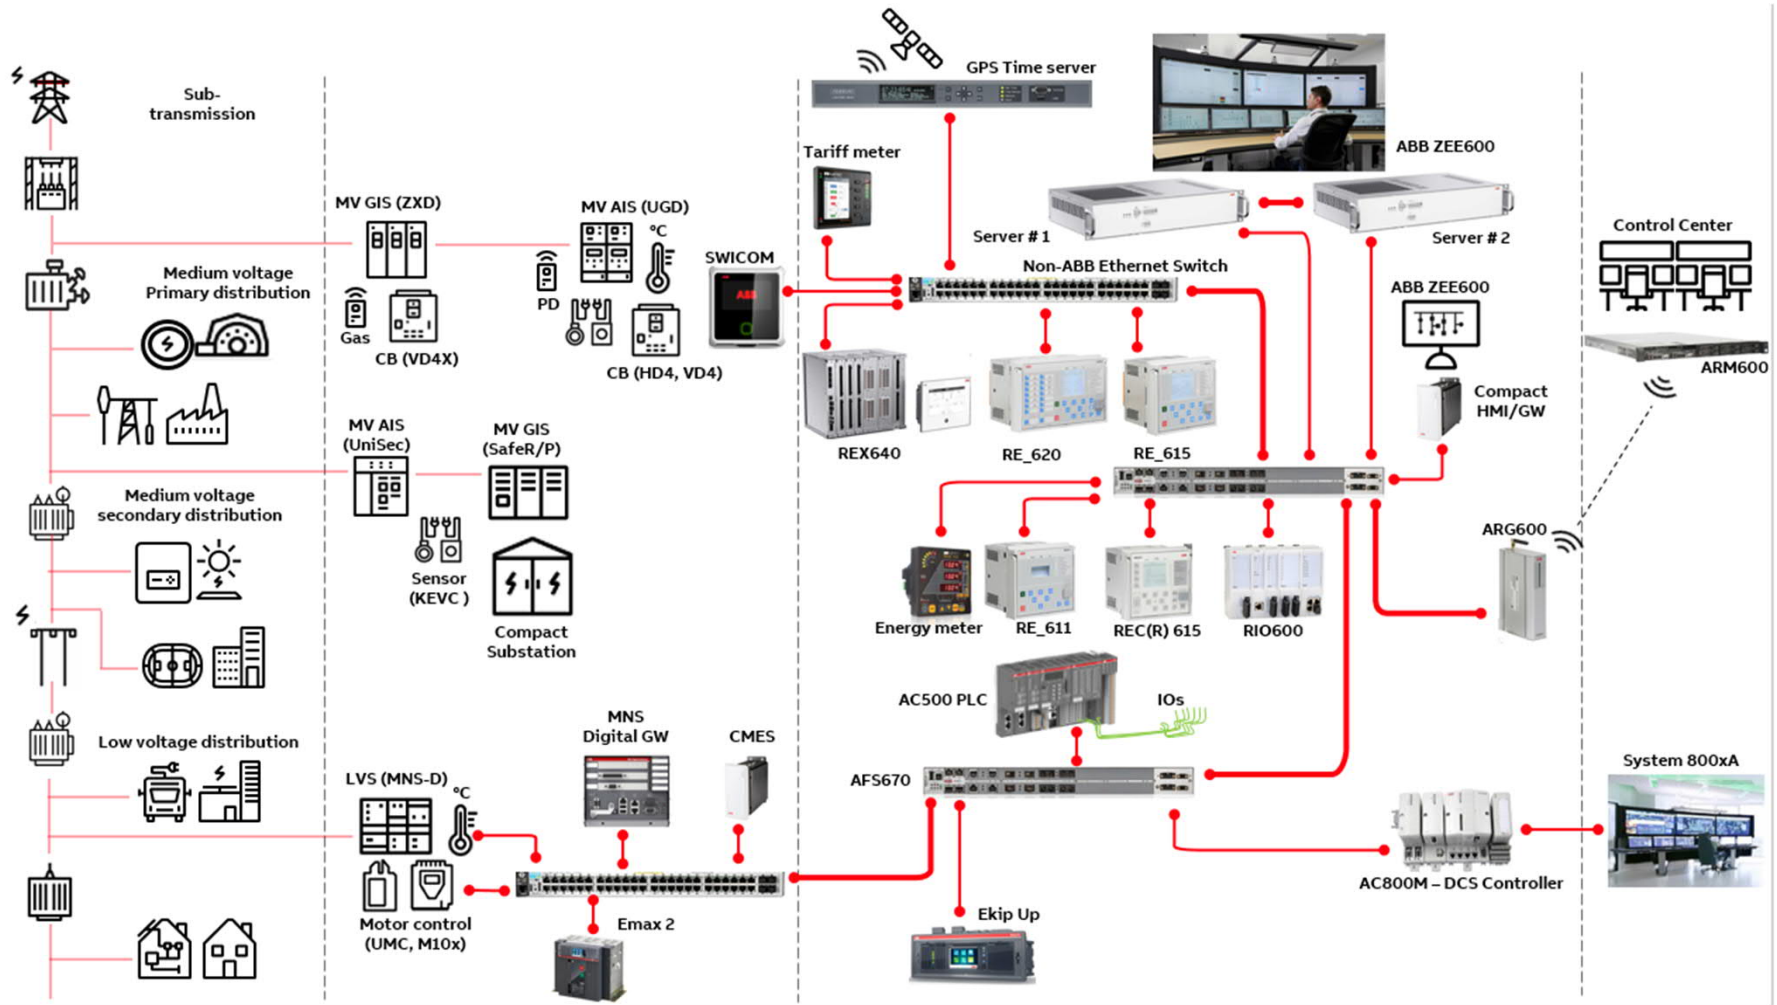 Sub-
transmission
Medium voltage
Primary distribution
Medium voltage
secondary distribution
Low voltage distribution
MV GIS (ZXD)
Gas
CB (VD4X)
MV AIS (UGD)
°C
PD
CB (HD4, VD4)
SWICOM
ABB
MV AIS
(UniSec)
MV GIS
(SafeR/P)
Sensor
(KEVC )
Compact
Substation
LVS (MNS-D)
°C
Motor control
(UMC, M10x)
MNS
Digital GW
CMES
Emax 2
GPS Time server
Tariff meter
ABB ZEE600
Server # 1
Server # 2
Non-ABB Ethernet Switch
REX640
RE_620
RE_615
ABB ZEE600
Compact
HMI/GW
Energy meter
RE_611
REC(R) 615
RIO600
AC500 PLC
IOs
AFS670
Ekip Up
AC800M – DCS Controller
Control Center
ARM600
ARG600
System 800xA